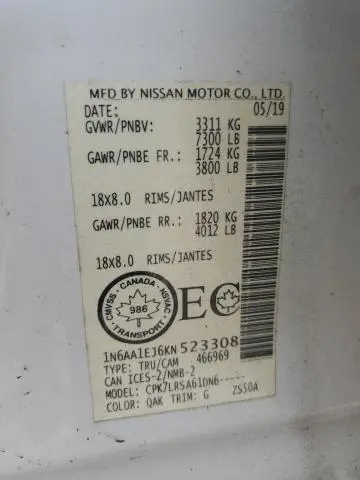 MFD BY NISSAN MOTOR CO., LTD.
DATE: 05/19
GVWR/PNBV: 3311 KG
7300 LB
GAWR/PNBE FR.: 1724 KG
3800 LB
18x8.0 RIMS/JANTES
GAWR/PNBE RR.: 1820 KG
4012 LB
18x8.0 RIMS/JANTES
CANADA
CMVSS NSVAC
986
TRANSPORT
EC
1N6AA1EJ6KN523308
TYPE: TRU/CAM 466969
CAN ICES-2/NMB-2
MODEL: CPK7LRSA61DN6-----
COLOR: QAK TRIM: G ZS50A